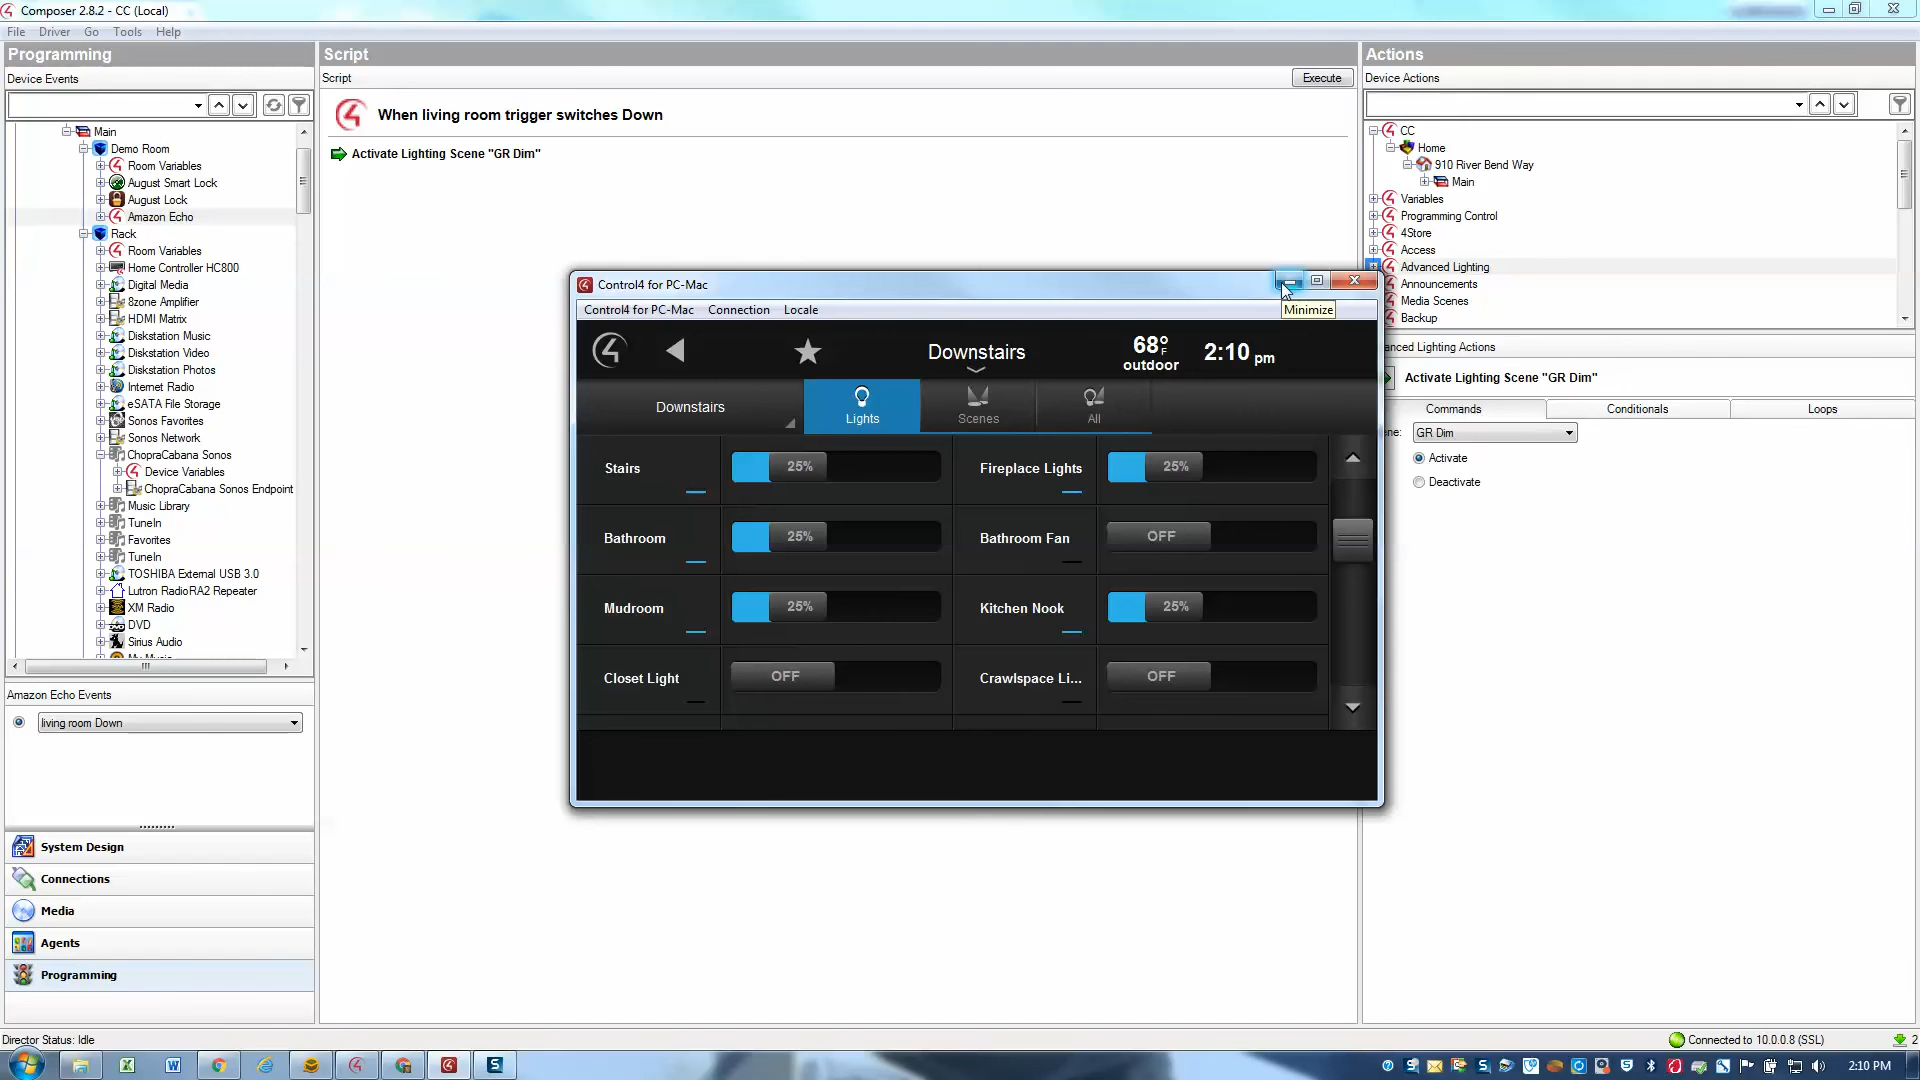 Composer 2.8.2 - CC (Local)
File Driver Go Tools Help
Programming
Device Events
Main
Demo Room
Room Variables
August Smart Lock
August Lock
Amazon Echo
Rack
Room Variables
Home Controller HC800
Digital Media
8zone Amplifier
HDMI Matrix
Diskstation Music
Diskstation Video
Diskstation Photos
Internet Radio
eSATA File Storage
Sonos Favorites
Sonos Network
ChopraCabana Sonos
Device Variables
ChopraCabana Sonos Endpoint
Music Library
TuneIn
Favorites
TuneIn
TOSHIBA External USB 3.0
Lutron RadioRA2 Repeater
XM Radio
DVD
Sirius Audio
Amazon Echo Events
living room Down
System Design
Connections
Media
Agents
Programming
Script
Script
Execute
When living room trigger switches Down
Activate Lighting Scene "GR Dim"
Control4 for PC-Mac
Minimize
Control4 for PC-Mac Connection Locale
Downstairs
68°F
outdoor
2:10 pm
Downstairs
Lights
Scenes
All
Stairs 25% Fireplace Lights 25%
Bathroom 25% Bathroom Fan OFF
Mudroom 25% Kitchen Nook 25%
Closet Light OFF Crawlspace Li... OFF
Actions
Device Actions
CC
Home
910 River Bend Way
Main
Variables
Programming Control
4Store
Access
Advanced Lighting
Announcements
Media Scenes
Backup
anced Lighting Actions
Activate Lighting Scene "GR Dim"
Commands Conditionals Loops
ne: GR Dim
Activate
Deactivate
Director Status: Idle
Connected to 10.0.0.8 (SSL)
2
2:10 PM